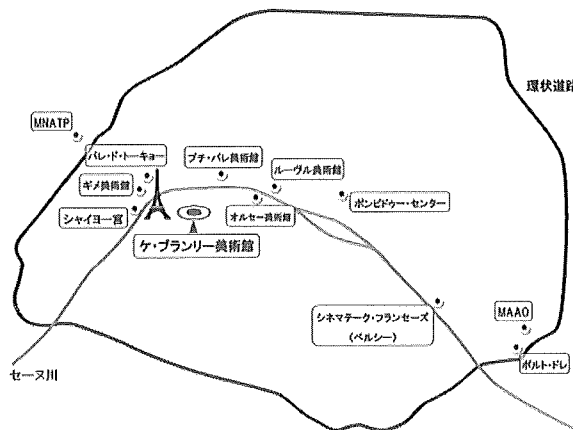 環状道路
MNATP
パレ・ド・トーキョー
プチ・パレ美術館
ルーヴル美術館
ギメ美術館
ポンピドゥー・センター
シャイヨー宮
オルセー美術館
ケ・ブランリー美術館
シネマテーク・フランセーズ
(ベルシー)
MAAO
ポルト・ドレ
セーヌ川